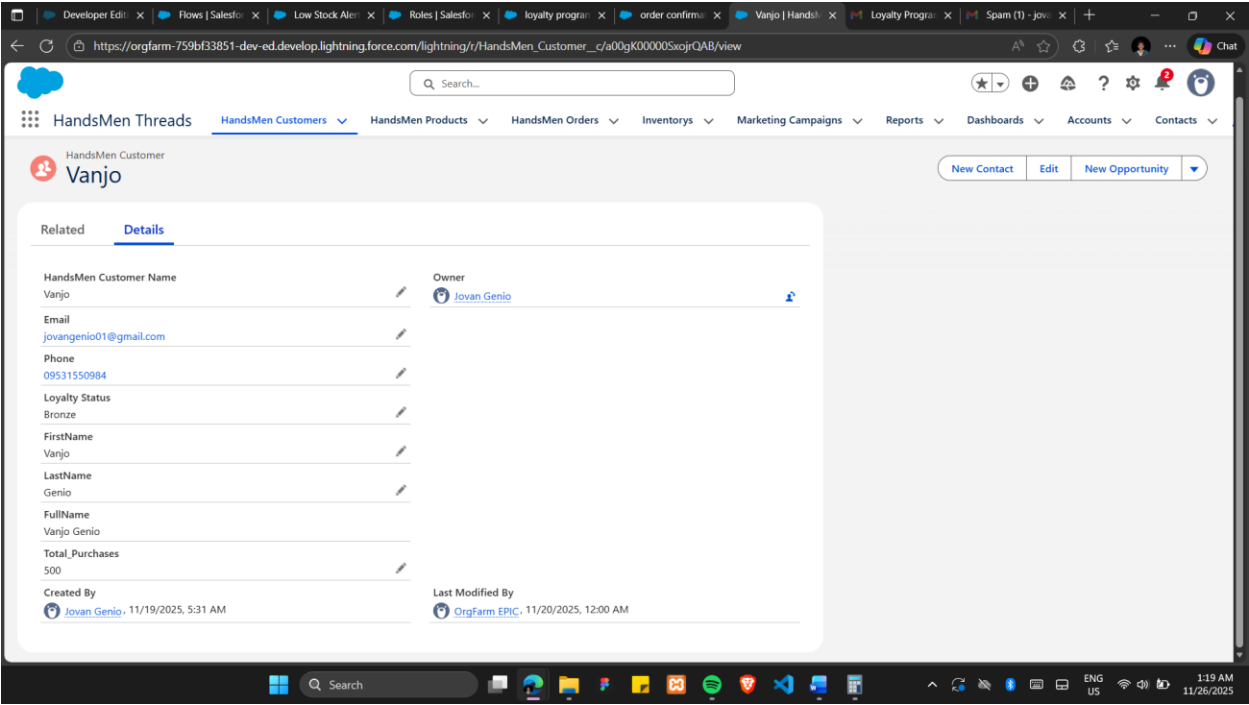 Developer Edit
Flows | Salesfor
Low Stock Aler
Roles | Salesfor
loyalty progran
order confirma
Vanjo | HandsM
Loyalty Prograr
Spam (1) - jova
https://orgfarm-759bf33851-dev-ed.develop.lightning.force.com/lightning/r/HandsMen_Customer__c/a00gK00000SxojrQAB/view
Chat
Search...
2
HandsMen Threads
HandsMen Customers
HandsMen Products
HandsMen Orders
Inventorys
Marketing Campaigns
Reports
Dashboards
Accounts
Contacts
HandsMen Customer
Vanjo
New Contact
Edit
New Opportunity
Related
Details
HandsMen Customer Name
Vanjo
Owner
Jovan Genio
Email
jovangenio01@gmail.com
Phone
09531550984
Loyalty Status
Bronze
FirstName
Vanjo
LastName
Genio
FullName
Vanjo Genio
Total_Purchases
500
Created By
Jovan Genio, 11/19/2025, 5:31 AM
Last Modified By
OrgFarm EPIC, 11/20/2025, 12:00 AM
Search
ENG
US
1:19 AM
11/26/2025